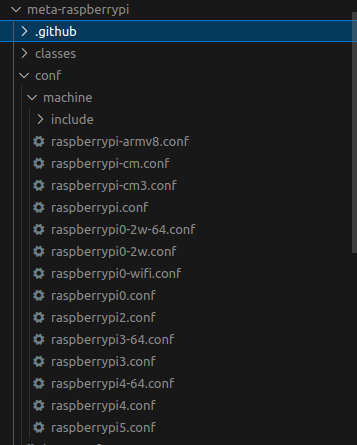 meta-raspberrypi
.github
classes
conf
machine
include
raspberrypi-armv8.conf
raspberrypi-cm.conf
raspberrypi-cm3.conf
raspberrypi.conf
raspberrypi0-2w-64.conf
raspberrypi0-2w.conf
raspberrypi0-wifi.conf
raspberrypi0.conf
raspberrypi2.conf
raspberrypi3-64.conf
raspberrypi3.conf
raspberrypi4-64.conf
raspberrypi4.conf
raspberrypi5.conf